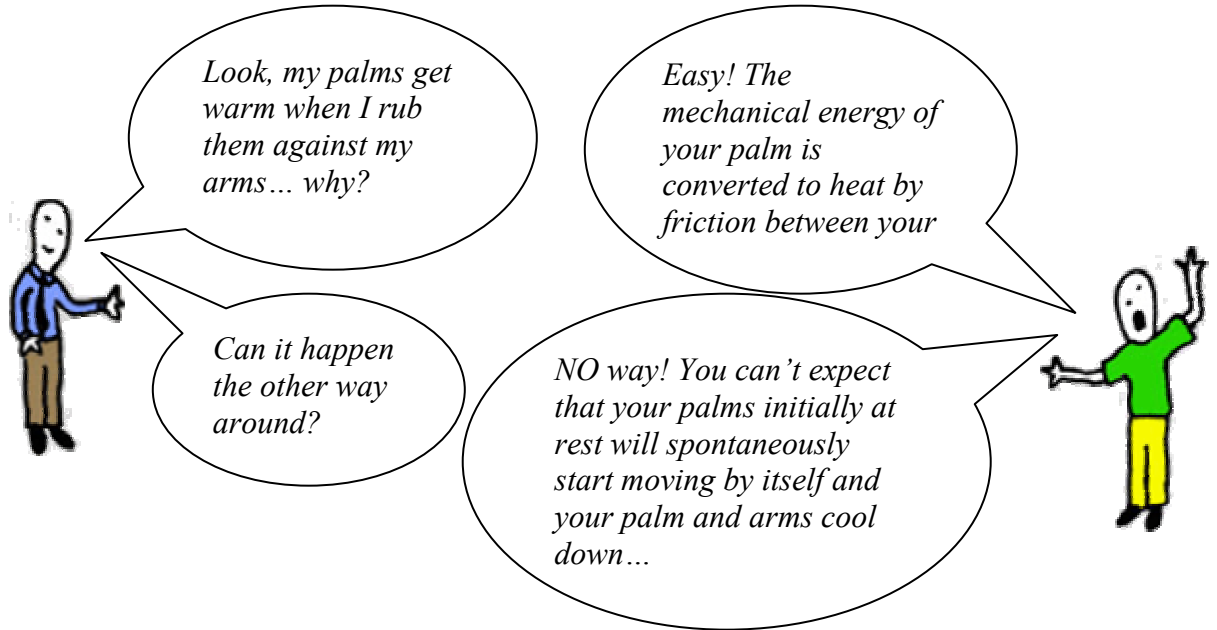 Look, my palms get
warm when I rub
them against my
arms… why?
Easy! The
mechanical energy of
your palm is
converted to heat by
friction between your
Can it happen
the other way
around?
NO way! You can’t expect
that your palms initially at
rest will spontaneously
start moving by itself and
your palm and arms cool
down…